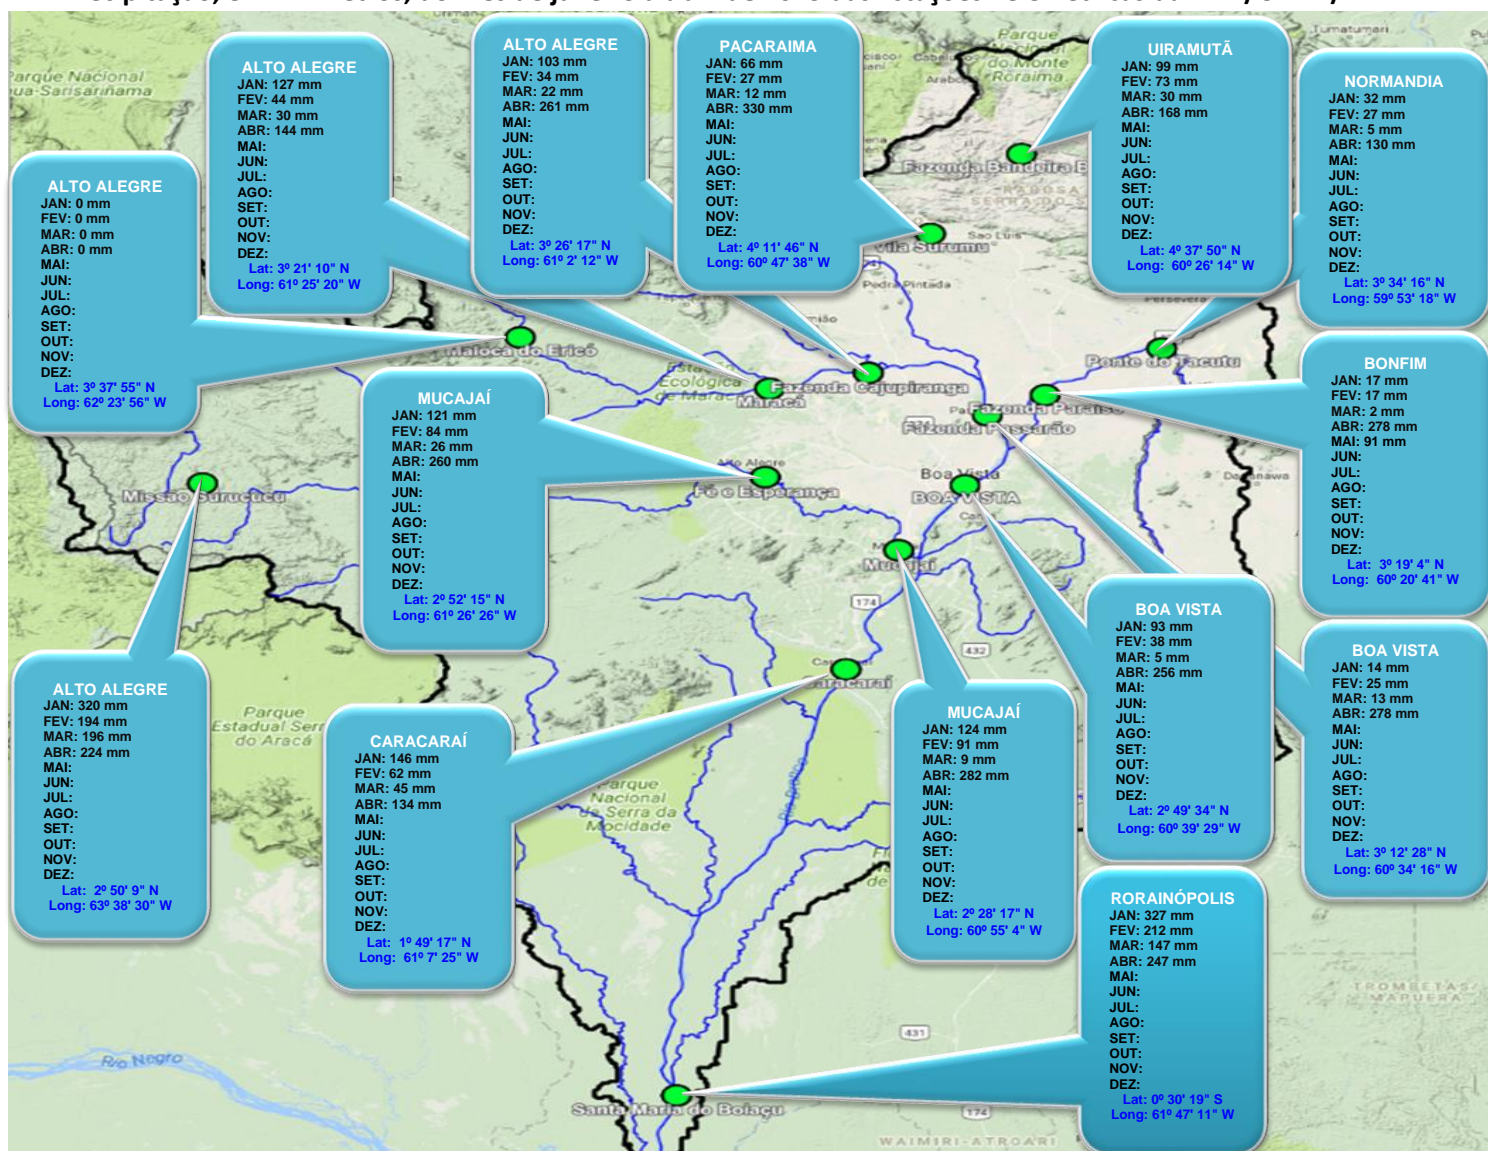 ALTO ALEGRE
JAN: 0 mm
FEV: 0 mm
MAR: 0 mm
ABR: 0 mm
MAI:
JUN:
JUL:
AGO:
SET:
OUT:
NOV:
DEZ:
Lat: 3º 37' 55" N
Long: 62º 23' 56" W
ALTO ALEGRE
JAN: 127 mm
FEV: 44 mm
MAR: 30 mm
ABR: 144 mm
MAI:
JUN:
JUL:
AGO:
SET:
OUT:
NOV:
DEZ:
Lat: 3º 21' 10" N
Long: 61º 25' 20" W
ALTO ALEGRE
JAN: 103 mm
FEV: 34 mm
MAR: 22 mm
ABR: 261 mm
MAI:
JUN:
JUL:
AGO:
SET:
OUT:
NOV:
DEZ:
Lat: 3º 26' 17" N
Long: 61º 2' 12" W
PACARAIMA
JAN: 66 mm
FEV: 27 mm
MAR: 12 mm
ABR: 330 mm
MAI:
JUN:
JUL:
AGO:
SET:
OUT:
NOV:
DEZ:
Lat: 4º 11' 46" N
Long: 60º 47' 38" W
UIRAMUTÃ
JAN: 99 mm
FEV: 73 mm
MAR: 30 mm
ABR: 168 mm
MAI:
JUN:
JUL:
AGO:
SET:
OUT:
NOV:
DEZ:
Lat: 4º 37' 50" N
Long: 60º 26' 14" W
NORMANDIA
JAN: 32 mm
FEV: 27 mm
MAR: 5 mm
ABR: 130 mm
MAI:
JUN:
JUL:
AGO:
SET:
OUT:
NOV:
DEZ:
Lat: 3º 34' 16" N
Long: 59º 53' 18" W
MUCAJAÍ
JAN: 121 mm
FEV: 84 mm
MAR: 26 mm
ABR: 260 mm
MAI:
JUN:
JUL:
AGO:
SET:
OUT:
NOV:
DEZ:
Lat: 2º 52' 15" N
Long: 61º 26' 26" W
BONFIM
JAN: 17 mm
FEV: 17 mm
MAR: 2 mm
ABR: 278 mm
MAI: 91 mm
JUN:
JUL:
AGO:
SET:
OUT:
NOV:
DEZ:
Lat: 3º 19' 4" N
Long: 60º 20' 41" W
ALTO ALEGRE
JAN: 320 mm
FEV: 194 mm
MAR: 196 mm
ABR: 224 mm
MAI:
JUN:
JUL:
AGO:
SET:
OUT:
NOV:
DEZ:
Lat: 2º 50' 9" N
Long: 63º 38' 30" W
CARACARAÍ
JAN: 146 mm
FEV: 62 mm
MAR: 45 mm
ABR: 134 mm
MAI:
JUN:
JUL:
AGO:
SET:
OUT:
NOV:
DEZ:
Lat: 1º 49' 17" N
Long: 61º 7' 25" W
MUCAJAÍ
JAN: 124 mm
FEV: 91 mm
MAR: 9 mm
ABR: 282 mm
MAI:
JUN:
JUL:
AGO:
SET:
OUT:
NOV:
DEZ:
Lat: 2º 28' 17" N
Long: 60º 55' 4" W
BOA VISTA
JAN: 93 mm
FEV: 38 mm
MAR: 5 mm
ABR: 256 mm
MAI:
JUN:
JUL:
AGO:
SET:
OUT:
NOV:
DEZ:
Lat: 2º 49' 34" N
Long: 60º 39' 29" W
BOA VISTA
JAN: 14 mm
FEV: 25 mm
MAR: 13 mm
ABR: 278 mm
MAI:
JUN:
JUL:
AGO:
SET:
OUT:
NOV:
DEZ:
Lat: 3º 12' 28" N
Long: 60º 34' 16" W
RORAINÓPOLIS
JAN: 327 mm
FEV: 212 mm
MAR: 147 mm
ABR: 247 mm
MAI:
JUN:
JUL:
AGO:
SET:
OUT:
NOV:
DEZ:
Lat: 0º 30' 19" S
Long: 61º 47' 11" W
Parque
do Monte
Roraima
Tumatumari
Parque Nacional
Fazenda Bandeira B
Vila Surumu
Sao Luis
Pedra Pintada
Maloca do Ericó
Ecológica
de Maracá
Maracá
Fazenda Cajupiranga
Ponte do Tacutu
Fazenda Paraíso
Fazenda Passarão
Alto Alegre
Fé e Esperança
Boa Vista
BOA VISTA
Missão Surucucu
Mucajaí
174
432
Caracaraí
Parque
Estadual Serra
do Aracá
Parque
Nacional
da Serra da
Mocidade
Rio Branco
Rio Negro
431
174
Santa Maria do Boiaçu
TROMBETAS/
MAPUERA
WAIMIRI-ATROARI